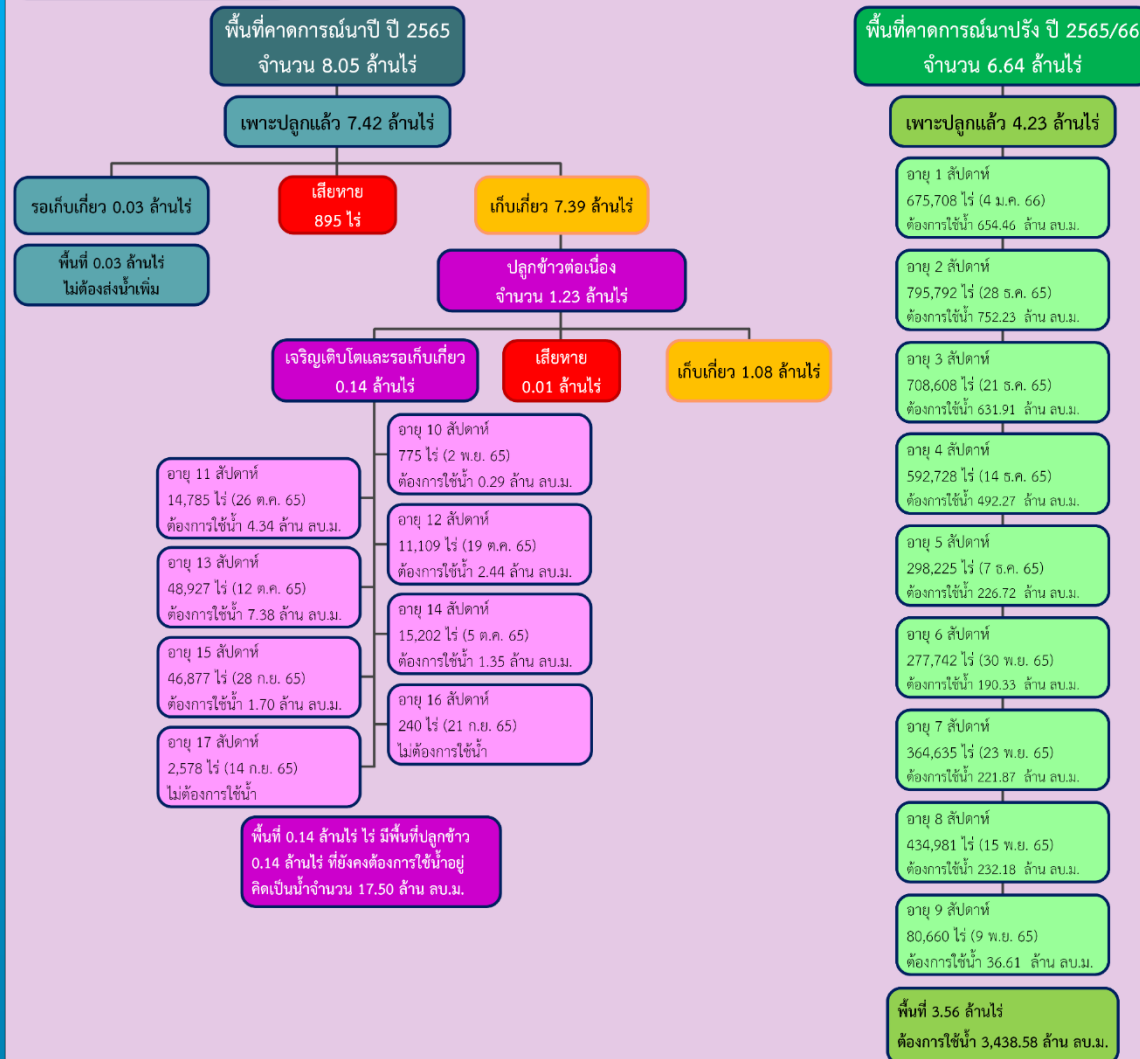 พื้นที่คาดการณ์นาปี ปี 2565
จำนวน 8.05 ล้านไร่
เพาะปลูกแล้ว 7.42 ล้านไร่
รอเก็บเกี่ยว 0.03 ล้านไร่
พื้นที่ 0.03 ล้านไร่
ไม่ต้องส่งน้ำเพิ่ม
เสียหาย
895 ไร่
เก็บเกี่ยว 7.39 ล้านไร่
ปลูกข้าวต่อเนื่อง
จำนวน 1.23 ล้านไร่
เจริญเติบโตและรอเก็บเกี่ยว
0.14 ล้านไร่
เสียหาย
0.01 ล้านไร่
เก็บเกี่ยว 1.08 ล้านไร่
อายุ 10 สัปดาห์
775 ไร่ (2 พ.ย. 65)
ต้องการใช้น้ำ 0.29 ล้าน ลบ.ม.
อายุ 11 สัปดาห์
14,785 ไร่ (26 ต.ค. 65)
ต้องการใช้น้ำ 4.34 ล้าน ลบ.ม.
อายุ 12 สัปดาห์
11,109 ไร่ (19 ต.ค. 65)
ต้องการใช้น้ำ 2.44 ล้าน ลบ.ม.
อายุ 13 สัปดาห์
48,927 ไร่ (12 ต.ค. 65)
ต้องการใช้น้ำ 7.38 ล้าน ลบ.ม.
อายุ 14 สัปดาห์
15,202 ไร่ (5 ต.ค. 65)
ต้องการใช้น้ำ 1.35 ล้าน ลบ.ม.
อายุ 15 สัปดาห์
46,877 ไร่ (28 ก.ย. 65)
ต้องการใช้น้ำ 1.70 ล้าน ลบ.ม.
อายุ 16 สัปดาห์
240 ไร่ (21 ก.ย. 65)
ไม่ต้องการใช้น้ำ
อายุ 17 สัปดาห์
2,578 ไร่ (14 ก.ย. 65)
ไม่ต้องการใช้น้ำ
พื้นที่ 0.14 ล้านไร่ ไร่ มีพื้นที่ปลูกข้าว
0.14 ล้านไร่ ที่ยังคงต้องการใช้น้ำอยู่
คิดเป็นน้ำจำนวน 17.50 ล้าน ลบ.ม.
พื้นที่คาดการณ์นาปรัง ปี 2565/66
จำนวน 6.64 ล้านไร่
เพาะปลูกแล้ว 4.23 ล้านไร่
อายุ 1 สัปดาห์
675,708 ไร่ (4 ม.ค. 66)
ต้องการใช้น้ำ 654.46 ล้าน ลบ.ม.
อายุ 2 สัปดาห์
795,792 ไร่ (28 ธ.ค. 65)
ต้องการใช้น้ำ 752.23 ล้าน ลบ.ม.
อายุ 3 สัปดาห์
708,608 ไร่ (21 ธ.ค. 65)
ต้องการใช้น้ำ 631.91 ล้าน ลบ.ม.
อายุ 4 สัปดาห์
592,728 ไร่ (14 ธ.ค. 65)
ต้องการใช้น้ำ 492.27 ล้าน ลบ.ม.
อายุ 5 สัปดาห์
298,225 ไร่ (7 ธ.ค. 65)
ต้องการใช้น้ำ 226.72 ล้าน ลบ.ม.
อายุ 6 สัปดาห์
277,742 ไร่ (30 พ.ย. 65)
ต้องการใช้น้ำ 190.33 ล้าน ลบ.ม.
อายุ 7 สัปดาห์
364,635 ไร่ (23 พ.ย. 65)
ต้องการใช้น้ำ 221.87 ล้าน ลบ.ม.
อายุ 8 สัปดาห์
434,981 ไร่ (15 พ.ย. 65)
ต้องการใช้น้ำ 232.18 ล้าน ลบ.ม.
อายุ 9 สัปดาห์
80,660 ไร่ (9 พ.ย. 65)
ต้องการใช้น้ำ 36.61 ล้าน ลบ.ม.
พื้นที่ 3.56 ล้านไร่
ต้องการใช้น้ำ 3,438.58 ล้าน ลบ.ม.